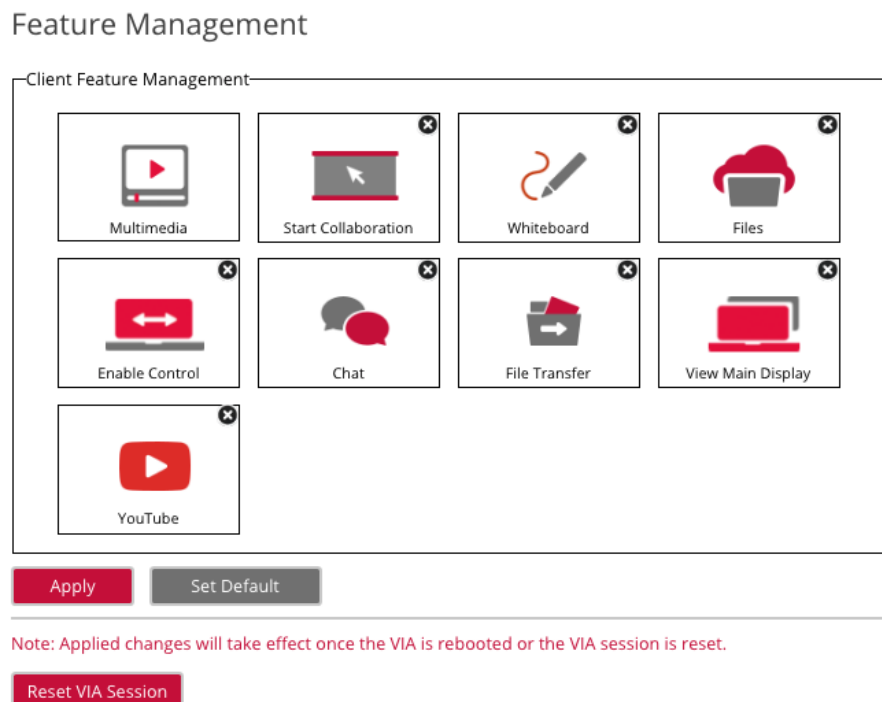 Feature Management
Client Feature Management
Multimedia
Start Collaboration
Whiteboard
Files
Enable Control
Chat
File Transfer
View Main Display
YouTube
Apply
Set Default
Note: Applied changes will take effect once the VIA is rebooted or the VIA session is reset.
Reset VIA Session